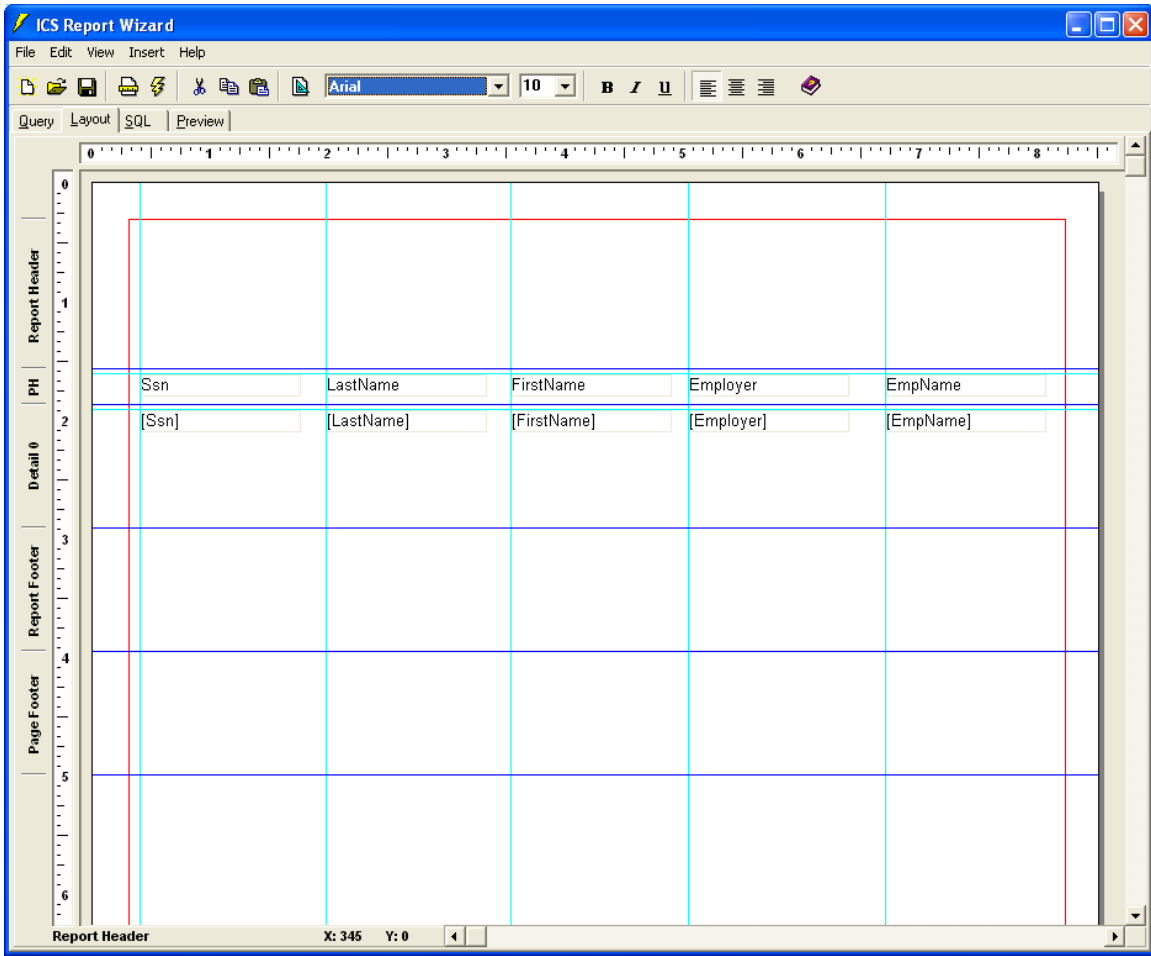 ICS Report Wizard
File Edit View Insert Help
Arial 10 B I U
Query Layout SQL Preview
0 1 2 3 4 5 6 7 8
0
Report Header
1
PH
Ssn LastName FirstName Employer EmpName
2
[Ssn] [LastName] [FirstName] [Employer] [EmpName]
Detail 0
3
Report Footer
4
Page Footer
5
6
Report Header X: 345 Y: 0